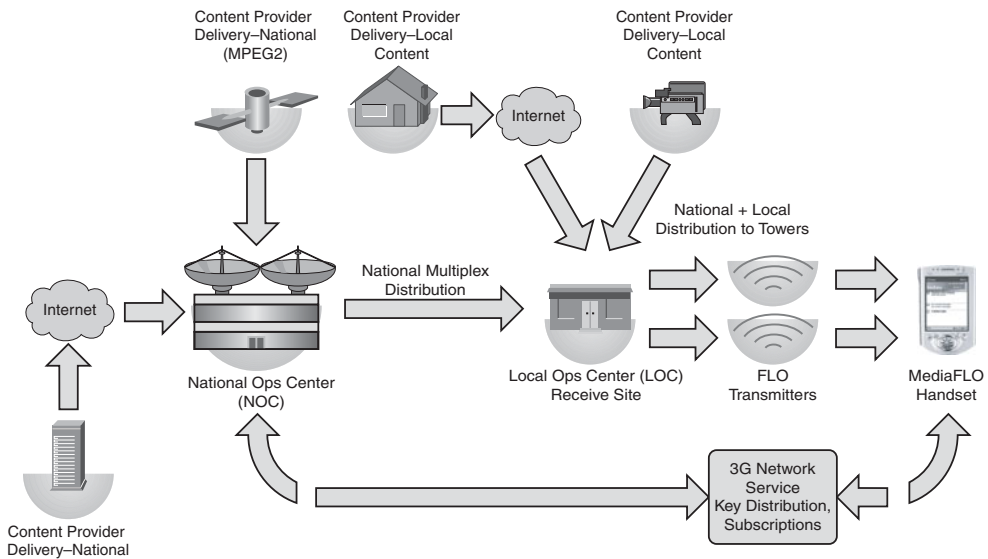 Content Provider
Delivery–National
(MPEG2)
Content Provider
Delivery–Local
Content
Content Provider
Delivery–Local
Content
Internet
National + Local
Distribution to Towers
National Multiplex
Distribution
Internet
National Ops Center
(NOC)
Local Ops Center (LOC)
Receive Site
FLO
Transmitters
MediaFLO
Handset
3G Network
Service
Key Distribution,
Subscriptions
Content Provider
Delivery–National